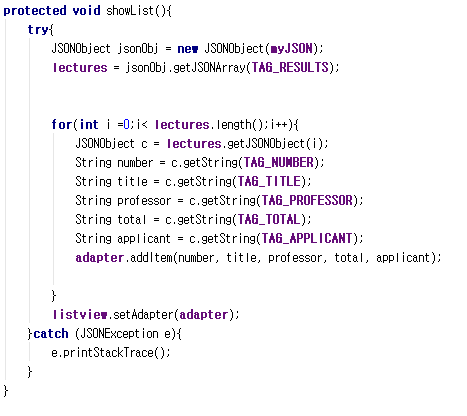 protected void showList(){
try{
JSONObject jsonObj = new JSONObject(myJSON);
lectures = jsonObj.getJSONArray(TAG_RESULTS);
for(int i =0;i< lectures.length();i++){
JSONObject c = lectures.getJSONObject(i);
String number = c.getString(TAG_NUMBER);
String title = c.getString(TAG_TITLE);
String professor = c.getString(TAG_PROFESSOR);
String total = c.getString(TAG_TOTAL);
String applicant = c.getString(TAG_APPLICANT);
adapter.addItem(number, title, professor, total, applicant);
}
listview.setAdapter(adapter);
}catch (JSONException e){
e.printStackTrace();
}
}